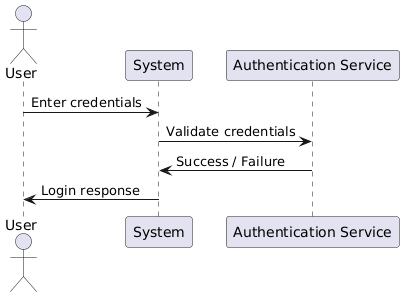 User
System
Authentication Service
Enter credentials
Validate credentials
Success / Failure
Login response
User
System
Authentication Service